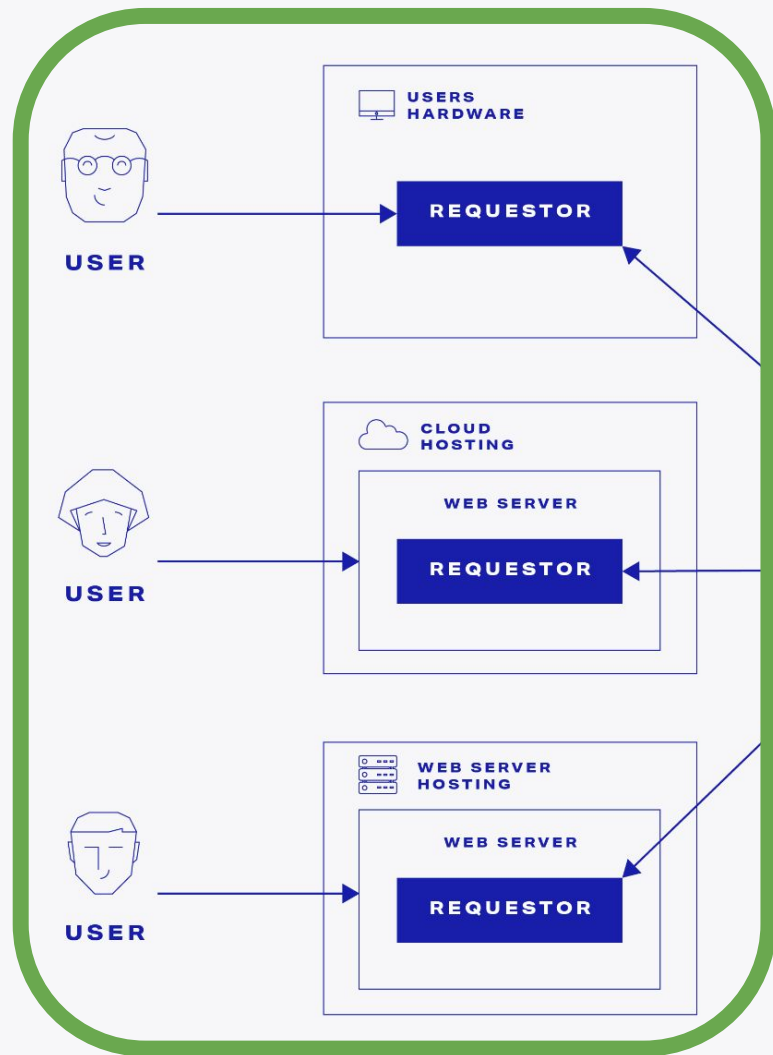 USERS
HARDWARE
REQUESTOR
USER
CLOUD
HOSTING
WEB SERVER
REQUESTOR
USER
WEB SERVER
HOSTING
WEB SERVER
REQUESTOR
USER